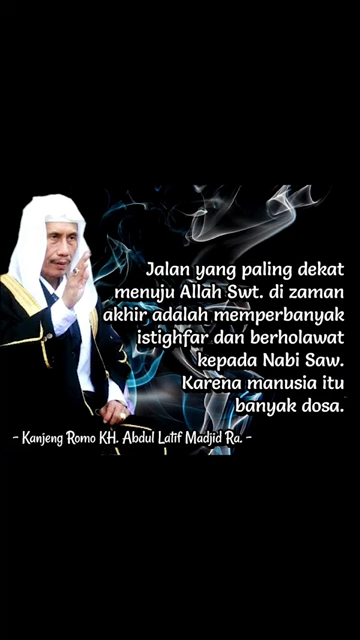 Jalan yang paling dekat
menuju Allah Swt. di zaman
akhir adalah memperbanyak
istighfar dan berholawat
kepada Nabi Saw.
Karena manusia itu
banyak dosa.
- Kanjeng Romo KH. Abdul Latif Madjid Ra. -